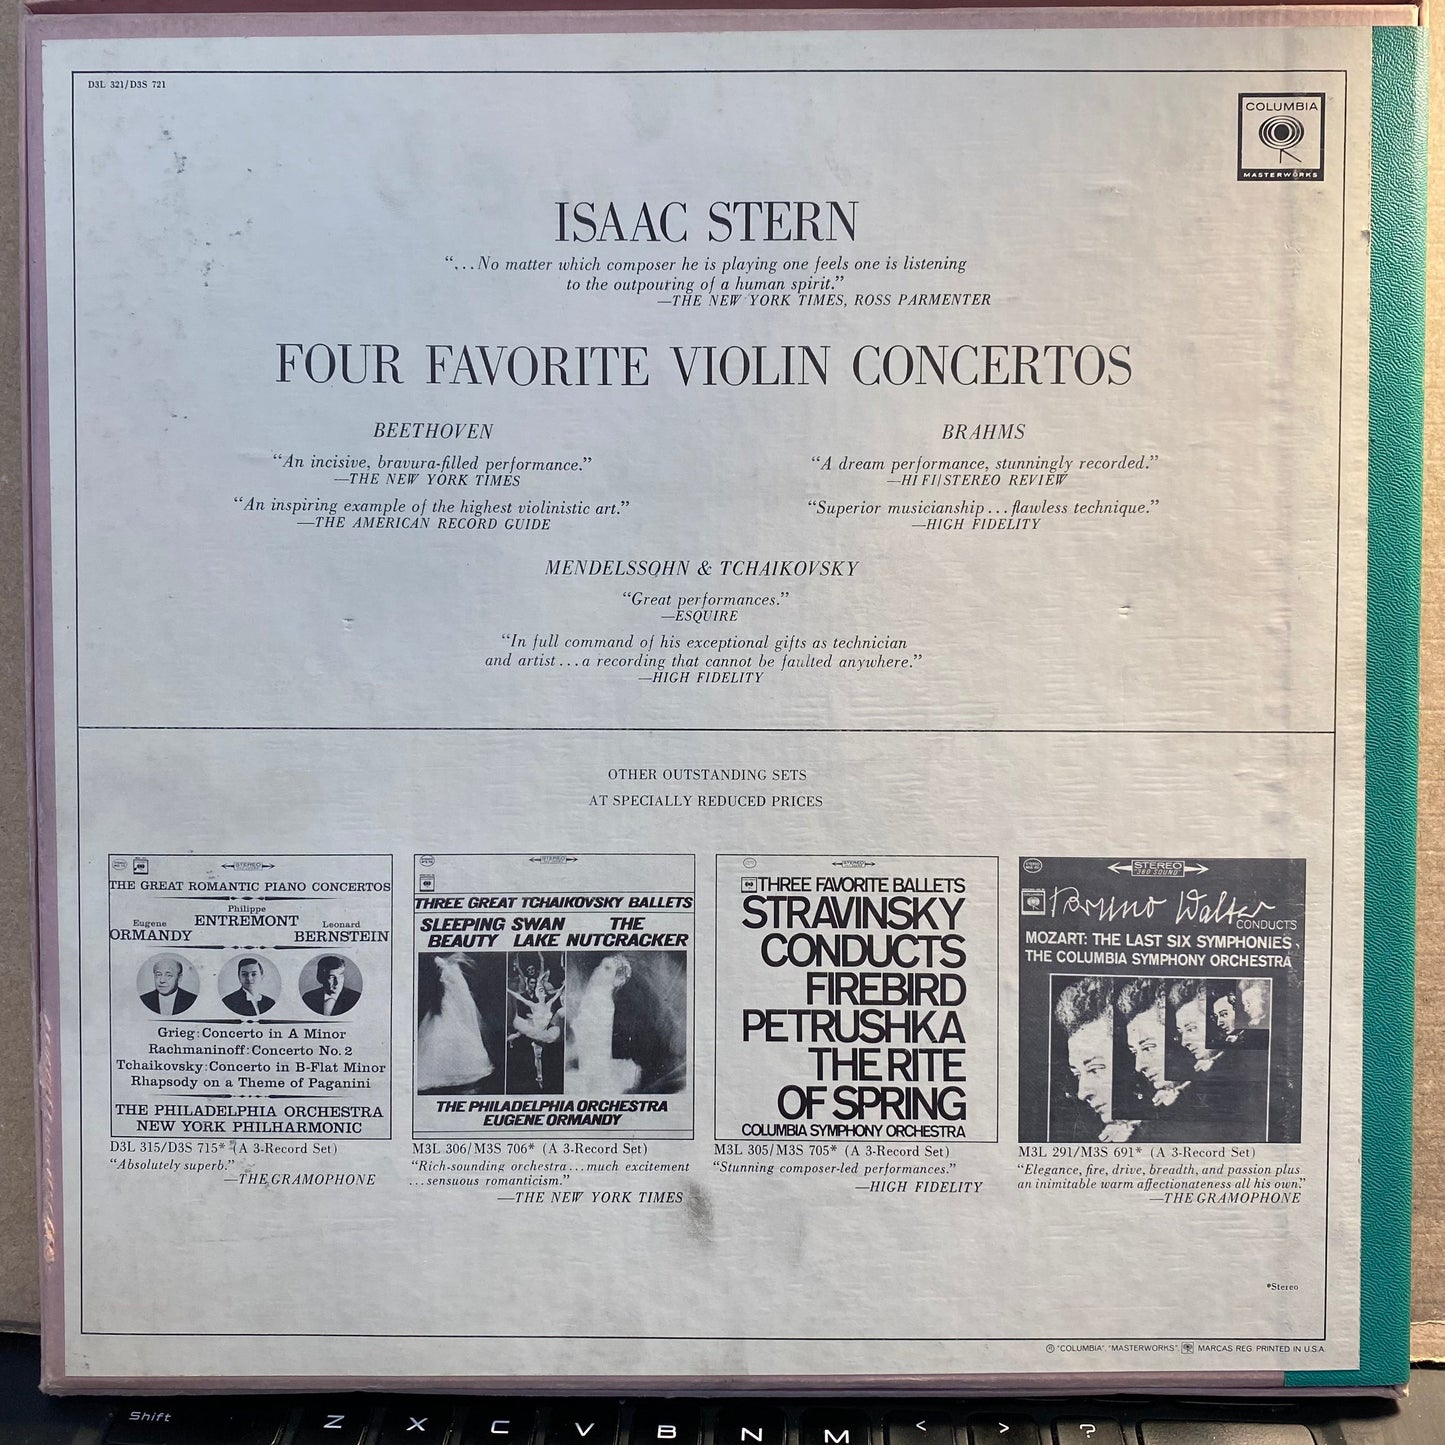 D3L 321/D3S 721
COLUMBIA
MASTERWORKS
ISAAC STERN
“...No matter which composer he is playing one feels one is listening
to the outpouring of a human spirit.”
—THE NEW YORK TIMES, ROSS PARMENTER
FOUR FAVORITE VIOLIN CONCERTOS
BEETHOVEN
“An incisive, bravura-filled performance.”
—THE NEW YORK TIMES
“An inspiring example of the highest violinistic art.”
—THE AMERICAN RECORD GUIDE
BRAHMS
“A dream performance, stunningly recorded.”
—HI FI/STEREO REVIEW
“Superior musicianship...flawless technique.”
—HIGH FIDELITY
MENDELSSOHN & TCHAIKOVSKY
“Great performances.”
—ESQUIRE
“In full command of his exceptional gifts as technician
and artist...a recording that cannot be faulted anywhere.”
—HIGH FIDELITY
OTHER OUTSTANDING SETS
AT SPECIALLY REDUCED PRICES
STEREO
THE GREAT ROMANTIC PIANO CONCERTOS
Eugene
ORMANDY
Philippe
ENTREMONT
Leonard
BERNSTEIN
Grieg: Concerto in A Minor
Rachmaninoff: Concerto No. 2
Tchaikovsky: Concerto in B-Flat Minor
Rhapsody on a Theme of Paganini
THE PHILADELPHIA ORCHESTRA
NEW YORK PHILHARMONIC
D3L 315/D3S 715* (A 3-Record Set)
“Absolutely superb.”
—THE GRAMOPHONE
STEREO
THREE GREAT TCHAIKOVSKY BALLETS
SLEEPING BEAUTY
SWAN LAKE
THE NUTCRACKER
THE PHILADELPHIA ORCHESTRA
EUGENE ORMANDY
M3L 306/M3S 706* (A 3-Record Set)
“Rich-sounding orchestra...much excitement
...sensuous romanticism.”
—THE NEW YORK TIMES
STEREO
THREE FAVORITE BALLETS
STRAVINSKY
CONDUCTS
FIREBIRD
PETRUSHKA
THE RITE
OF SPRING
COLUMBIA SYMPHONY ORCHESTRA
M3L 305/M3S 705* (A 3-Record Set)
“Stunning composer-led performances.”
—HIGH FIDELITY
STEREO
"360 SOUND"
Bruno Walter
CONDUCTS
MOZART: THE LAST SIX SYMPHONIES
THE COLUMBIA SYMPHONY ORCHESTRA
M3L 291/M3S 691* (A 3-Record Set)
“Elegance, fire, drive, breadth, and passion plus
an inimitable warm affectionateness all his own.”
—THE GRAMOPHONE
*Stereo
® "COLUMBIA", "MASTERWORKS", MARCAS REG. PRINTED IN U.S.A.
Shift Z X C V B N M < > ?